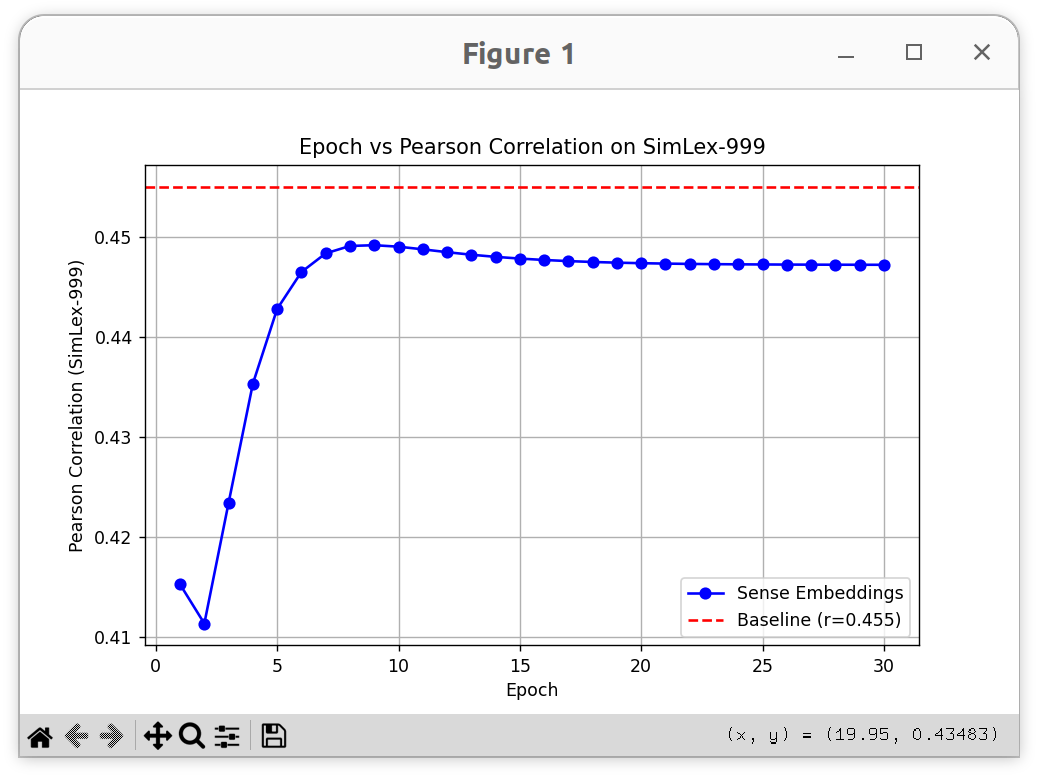 Figure 1
Epoch vs Pearson Correlation on SimLex-999
Pearson Correlation (SimLex-999)
0.45
0.44
0.43
0.42
0.41
0 5 10 15 20 25 30
Epoch
Sense Embeddings
Baseline (r=0.455)
(x, y) = (19.95, 0.43483)